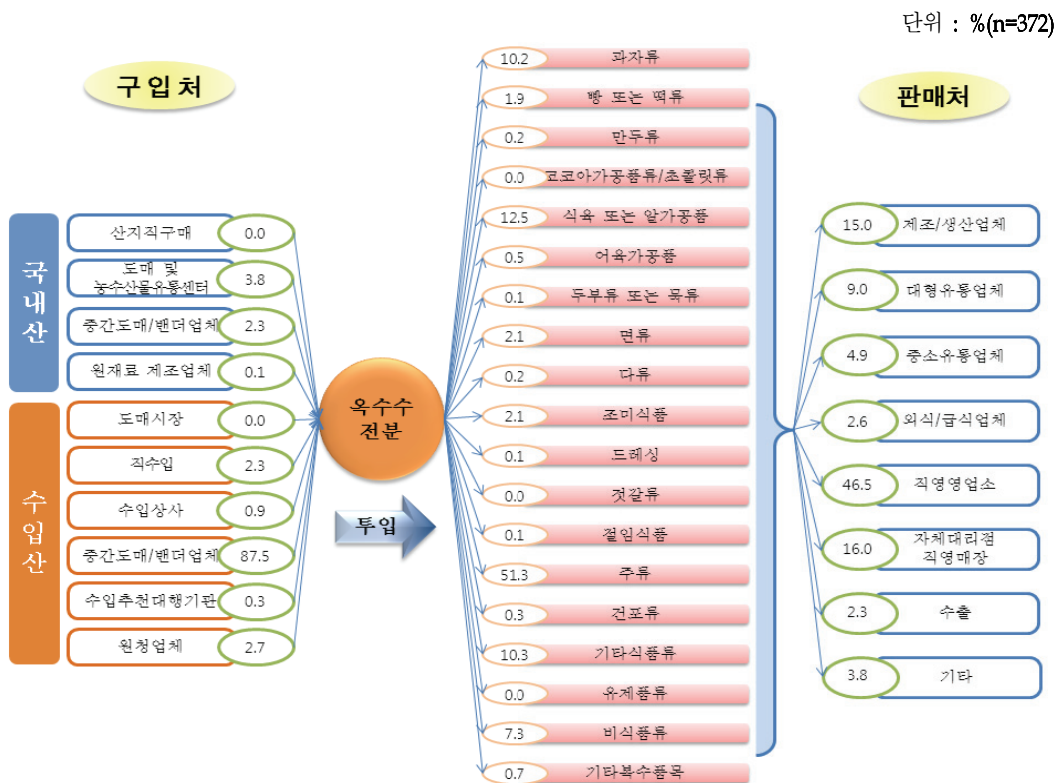 단위 : %(n=372)
구입처
판매처
국내산
산지직구매 0.0
도매 및
농수산물유통센터 3.8
중간도매/밴더업체 2.3
원재료 제조업체 0.1
수입산
도매시장 0.0
직수입 2.3
수입상사 0.9
중간도매/밴더업체 87.5
수입추천대행기관 0.3
원청업체 2.7
옥수수
전분
투입
10.2 과자류
1.9 빵 또는 떡류
0.2 만두류
0.0 코코아가공품류/초콜릿류
12.5 식육 또는 알가공품
0.5 어육가공품
0.1 두부류 또는 묵류
2.1 면류
0.2 다류
2.1 조미식품
0.1 드레싱
0.0 젓갈류
0.1 절임식품
51.3 주류
0.3 건포류
10.3 기타식품류
0.0 유제품류
7.3 비식품류
0.7 기타복수품목
15.0 제조/생산업체
9.0 대형유통업체
4.9 중소유통업체
2.6 외식/급식업체
46.5 직영영업소
16.0 자체대리점
직영매장
2.3 수출
3.8 기타